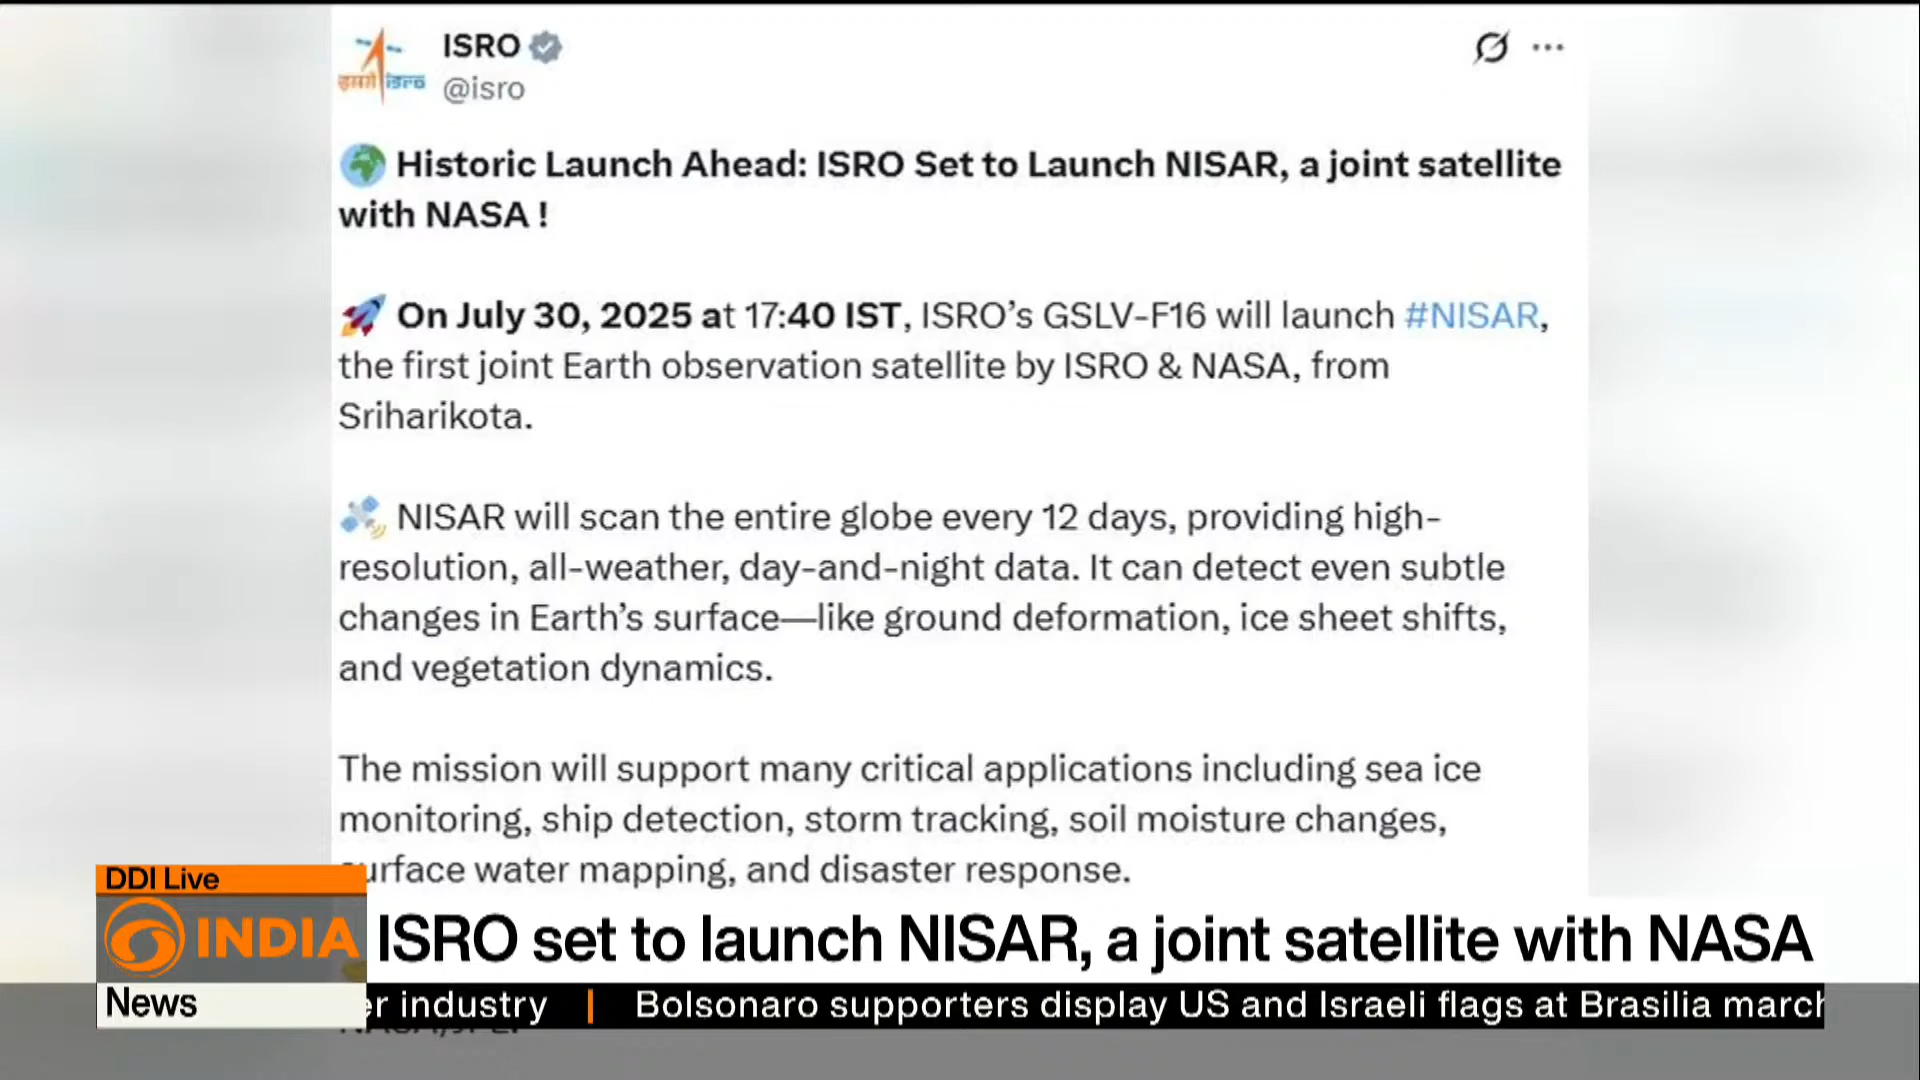 इसरो isro
ISRO
@isro
Historic Launch Ahead: ISRO Set to Launch NISAR, a joint satellite
with NASA !
On July 30, 2025 at 17:40 IST, ISRO’s GSLV-F16 will launch #NISAR,
the first joint Earth observation satellite by ISRO & NASA, from
Sriharikota.
NISAR will scan the entire globe every 12 days, providing high-
resolution, all-weather, day-and-night data. It can detect even subtle
changes in Earth’s surface—like ground deformation, ice sheet shifts,
and vegetation dynamics.
The mission will support many critical applications including sea ice
monitoring, ship detection, storm tracking, soil moisture changes,
surface water mapping, and disaster response.
DDI Live
INDIA
ISRO set to launch NISAR, a joint satellite with NASA
News
er industry | Bolsonaro supporters display US and Israeli flags at Brasilia march